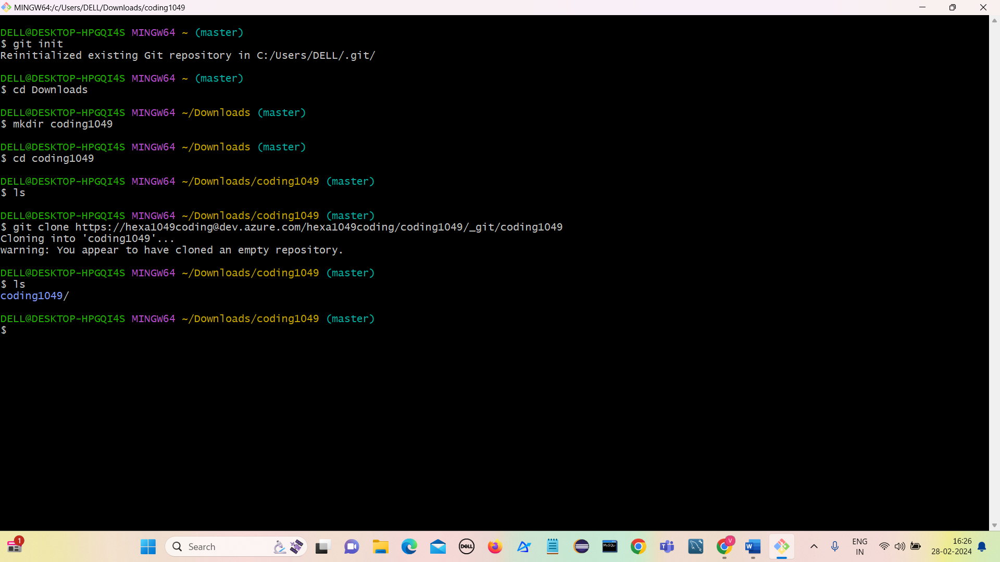 MINGW64:/c/Users/DELL/Downloads/coding1049
DELL@DESKTOP-HPGQI4S MINGW64 ~ (master)
$ git init
Reinitialized existing Git repository in C:/Users/DELL/.git/
DELL@DESKTOP-HPGQI4S MINGW64 ~ (master)
$ cd Downloads
DELL@DESKTOP-HPGQI4S MINGW64 ~/Downloads (master)
$ mkdir coding1049
DELL@DESKTOP-HPGQI4S MINGW64 ~/Downloads (master)
$ cd coding1049
DELL@DESKTOP-HPGQI4S MINGW64 ~/Downloads/coding1049 (master)
$ ls
DELL@DESKTOP-HPGQI4S MINGW64 ~/Downloads/coding1049 (master)
$ git clone https://hexa1049coding@dev.azure.com/hexa1049coding/coding1049/_git/coding1049
Cloning into 'coding1049'...
warning: You appear to have cloned an empty repository.
DELL@DESKTOP-HPGQI4S MINGW64 ~/Downloads/coding1049 (master)
$ ls
coding1049/
DELL@DESKTOP-HPGQI4S MINGW64 ~/Downloads/coding1049 (master)
$
1
Search
DELL
MySQL
V
W
ENG
IN
16:26
28-02-2024